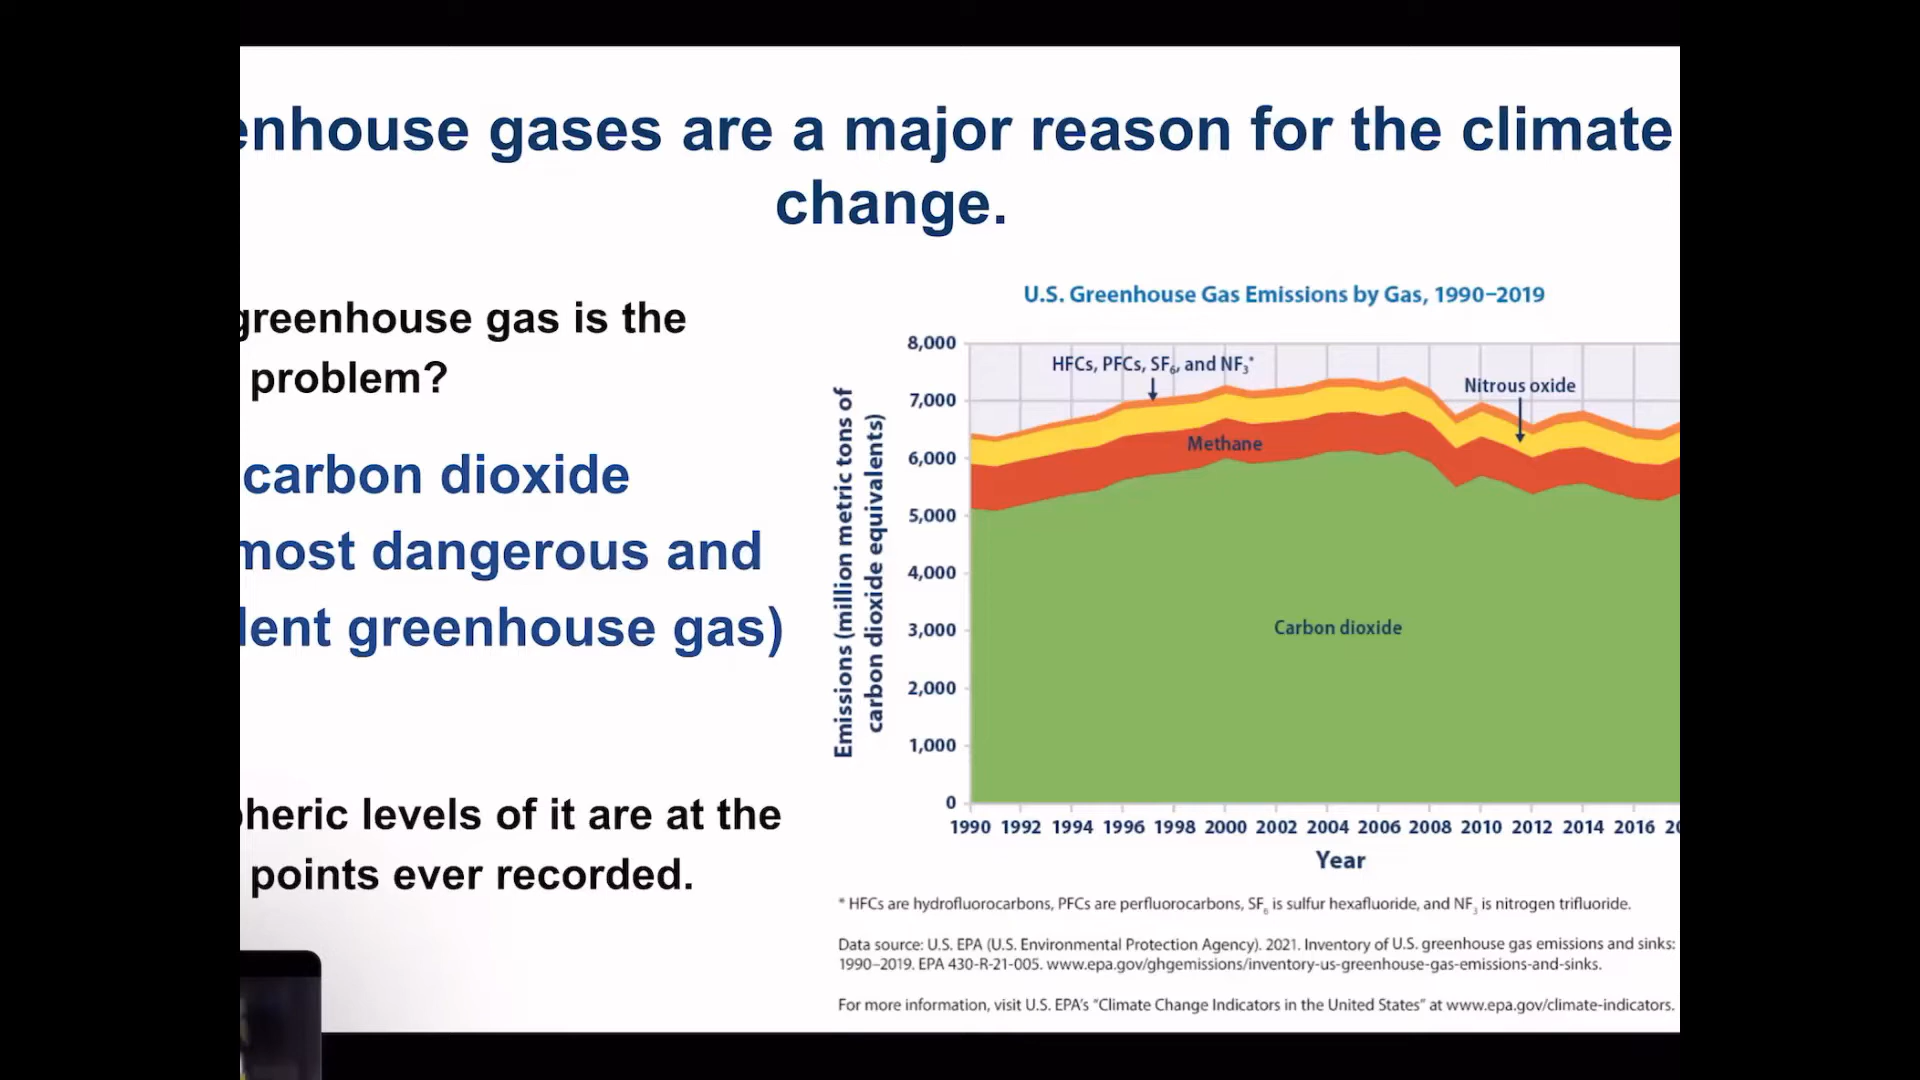 enhouse gases are a major reason for the climate
change.
greenhouse gas is the
problem?
carbon dioxide
most dangerous and
lent greenhouse gas)
pheric levels of it are at the
points ever recorded.
U.S. Greenhouse Gas Emissions by Gas, 1990–2019
Emissions (million metric tons of
carbon dioxide equivalents)
8,000
7,000
6,000
5,000
4,000
3,000
2,000
1,000
0
HFCs, PFCs, SF₆, and NF₃*
Nitrous oxide
Methane
Carbon dioxide
1990 1992 1994 1996 1998 2000 2002 2004 2006 2008 2010 2012 2014 2016 20
Year
* HFCs are hydrofluorocarbons, PFCs are perfluorocarbons, SF₆ is sulfur hexafluoride, and NF₃ is nitrogen trifluoride.
Data source: U.S. EPA (U.S. Environmental Protection Agency). 2021. Inventory of U.S. greenhouse gas emissions and sinks:
1990–2019. EPA 430-R-21-005. www.epa.gov/ghgemissions/inventory-us-greenhouse-gas-emissions-and-sinks.
For more information, visit U.S. EPA's "Climate Change Indicators in the United States" at www.epa.gov/climate-indicators.